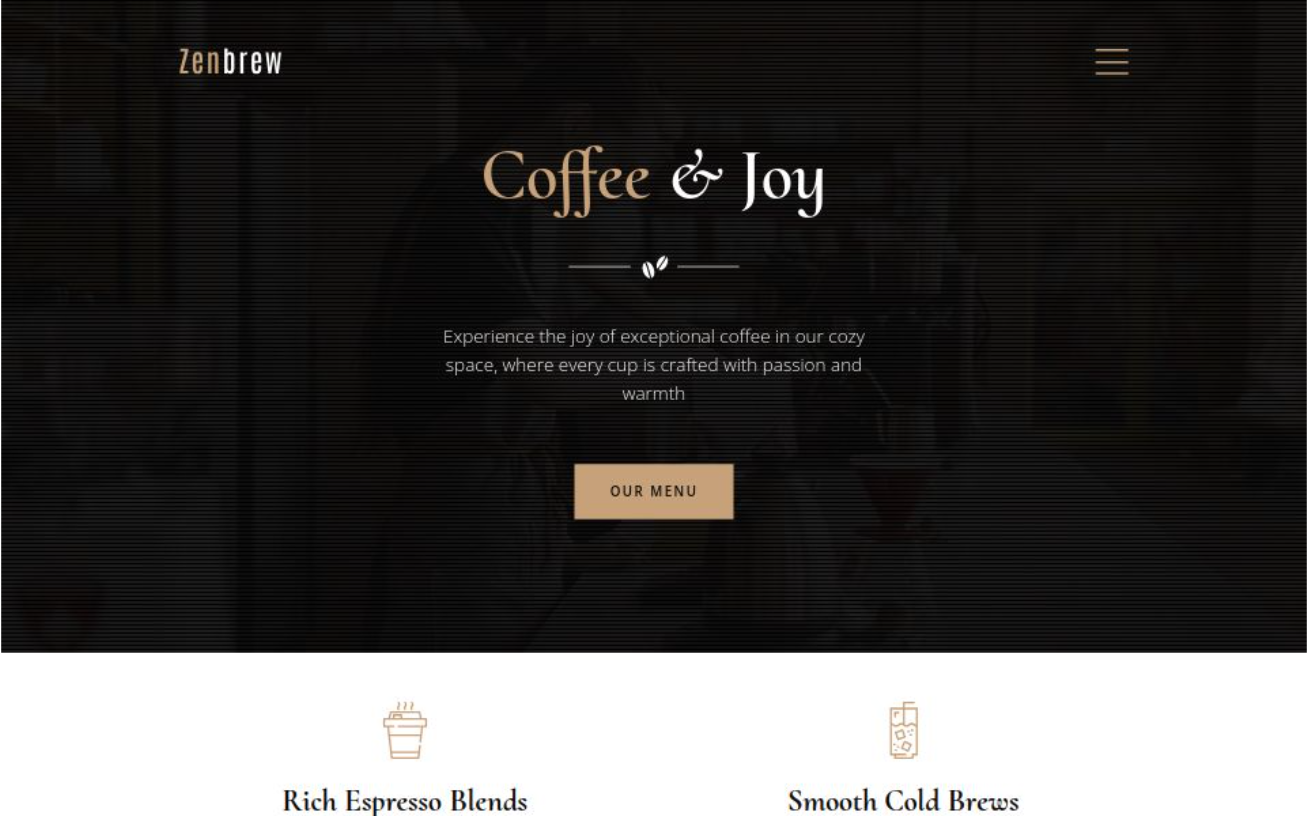 Zenbrew
Coffee & Joy
Experience the joy of exceptional coffee in our cozy
space, where every cup is crafted with passion and
warmth
OUR MENU
Rich Espresso Blends
Smooth Cold Brews